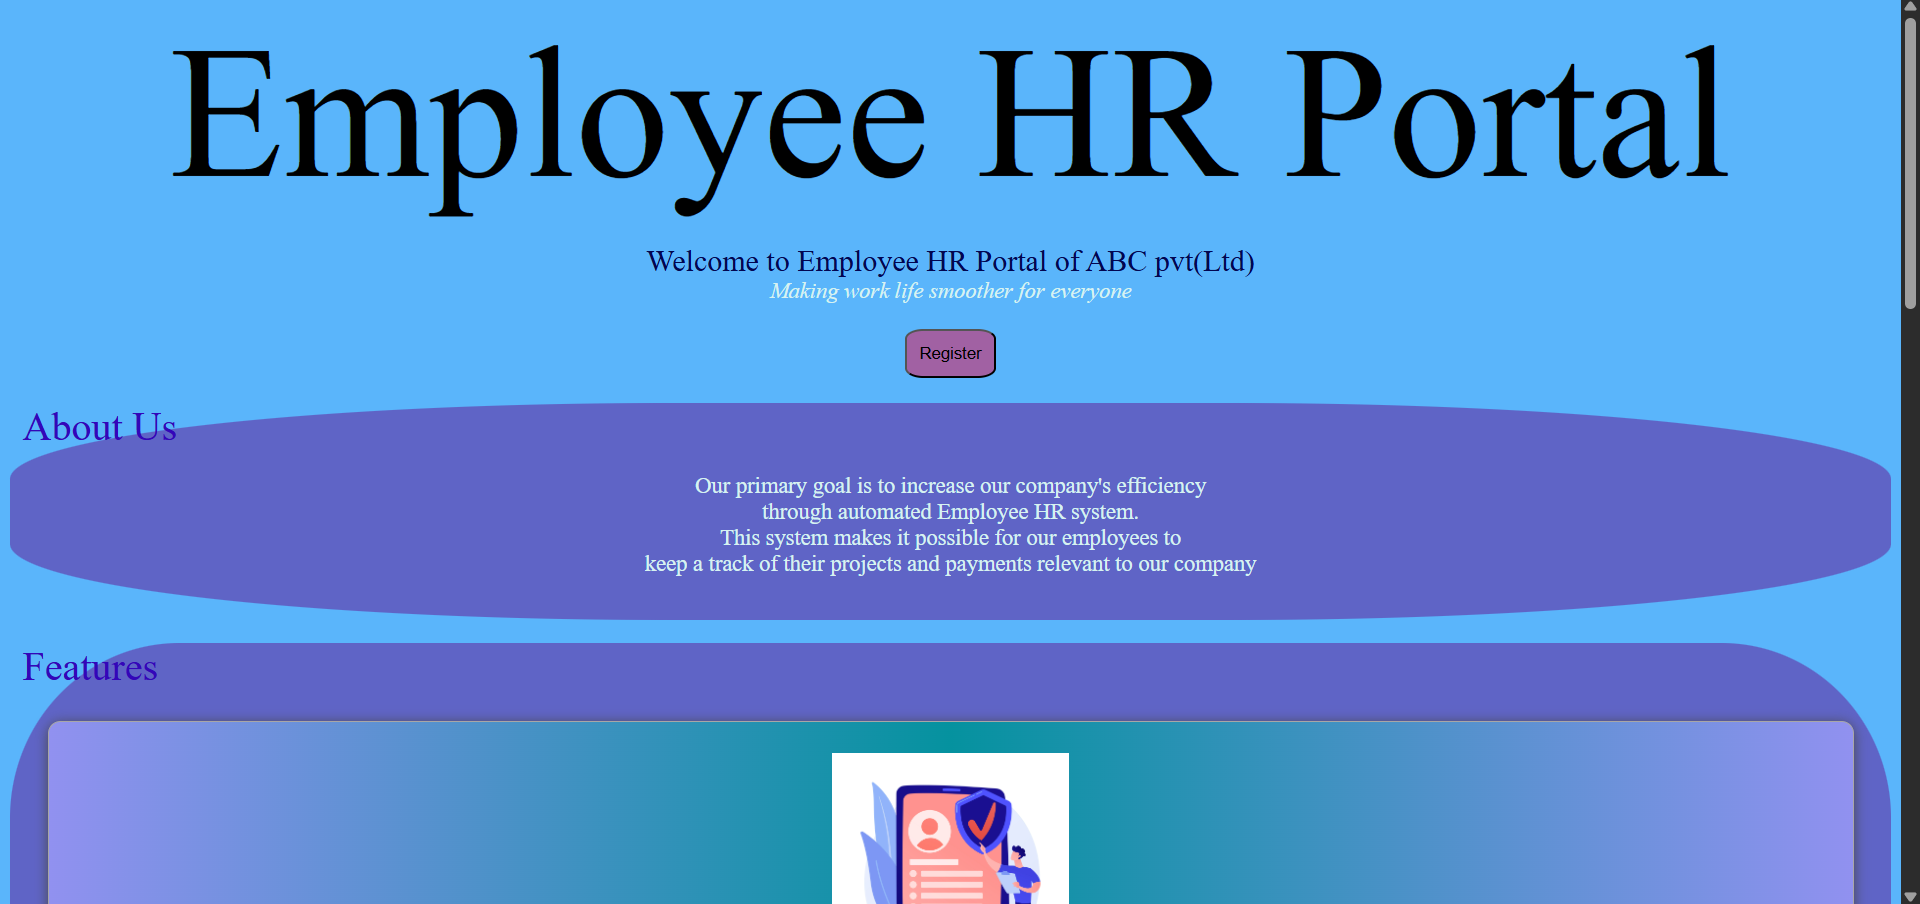 Employee HR Portal
Welcome to Employee HR Portal of ABC pvt(Ltd)
Making work life smoother for everyone
Register
About Us
Our primary goal is to increase our company's efficiency
through automated Employee HR system.
This system makes it possible for our employees to
keep a track of their projects and payments relevant to our company
Features